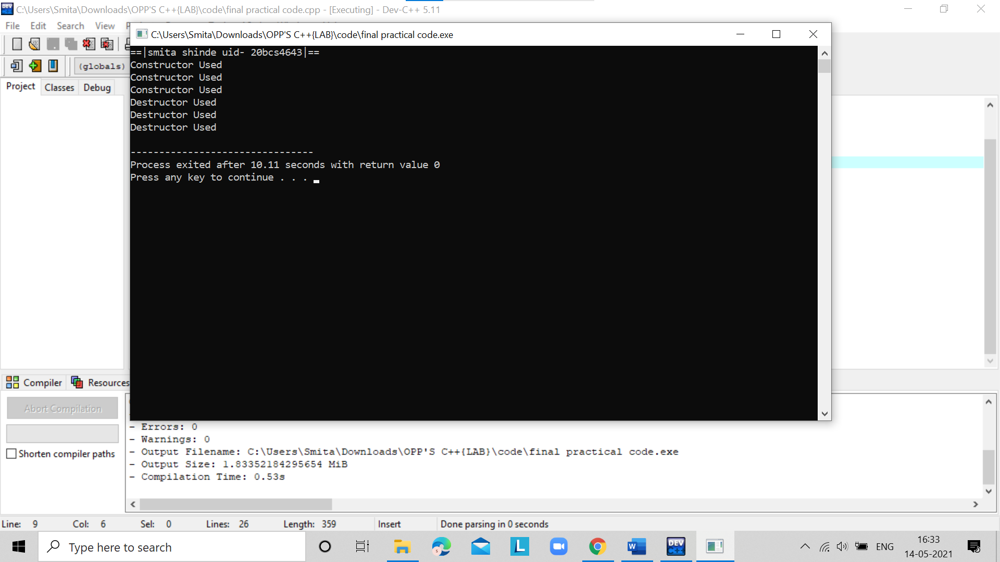 C:\Users\Smita\Downloads\OPP'S C++{LAB}\code\final practical code.cpp - [Executing] - Dev-C++ 5.11
File Edit Search View
C:\Users\Smita\Downloads\OPP'S C++{LAB}\code\final practical code.exe
(globals)
Project Classes Debug
==|smita shinde uid- 20bcs4643|==
Constructor Used
Constructor Used
Constructor Used
Destructor Used
Destructor Used
Destructor Used
--------------------------------
Process exited after 10.11 seconds with return value 0
Press any key to continue . . .
Compiler Resources
Abort Compilation
Shorten compiler paths
- Errors: 0
- Warnings: 0
- Output Filename: C:\Users\Smita\Downloads\OPP'S C++{LAB}\code\final practical code.exe
- Output Size: 1.83352184295654 MiB
- Compilation Time: 0.53s
Line: 9 Col: 6 Sel: 0 Lines: 26 Length: 359 Insert Done parsing in 0 seconds
Type here to search
L
W
DEV C++
ENG
16:33
14-05-2021